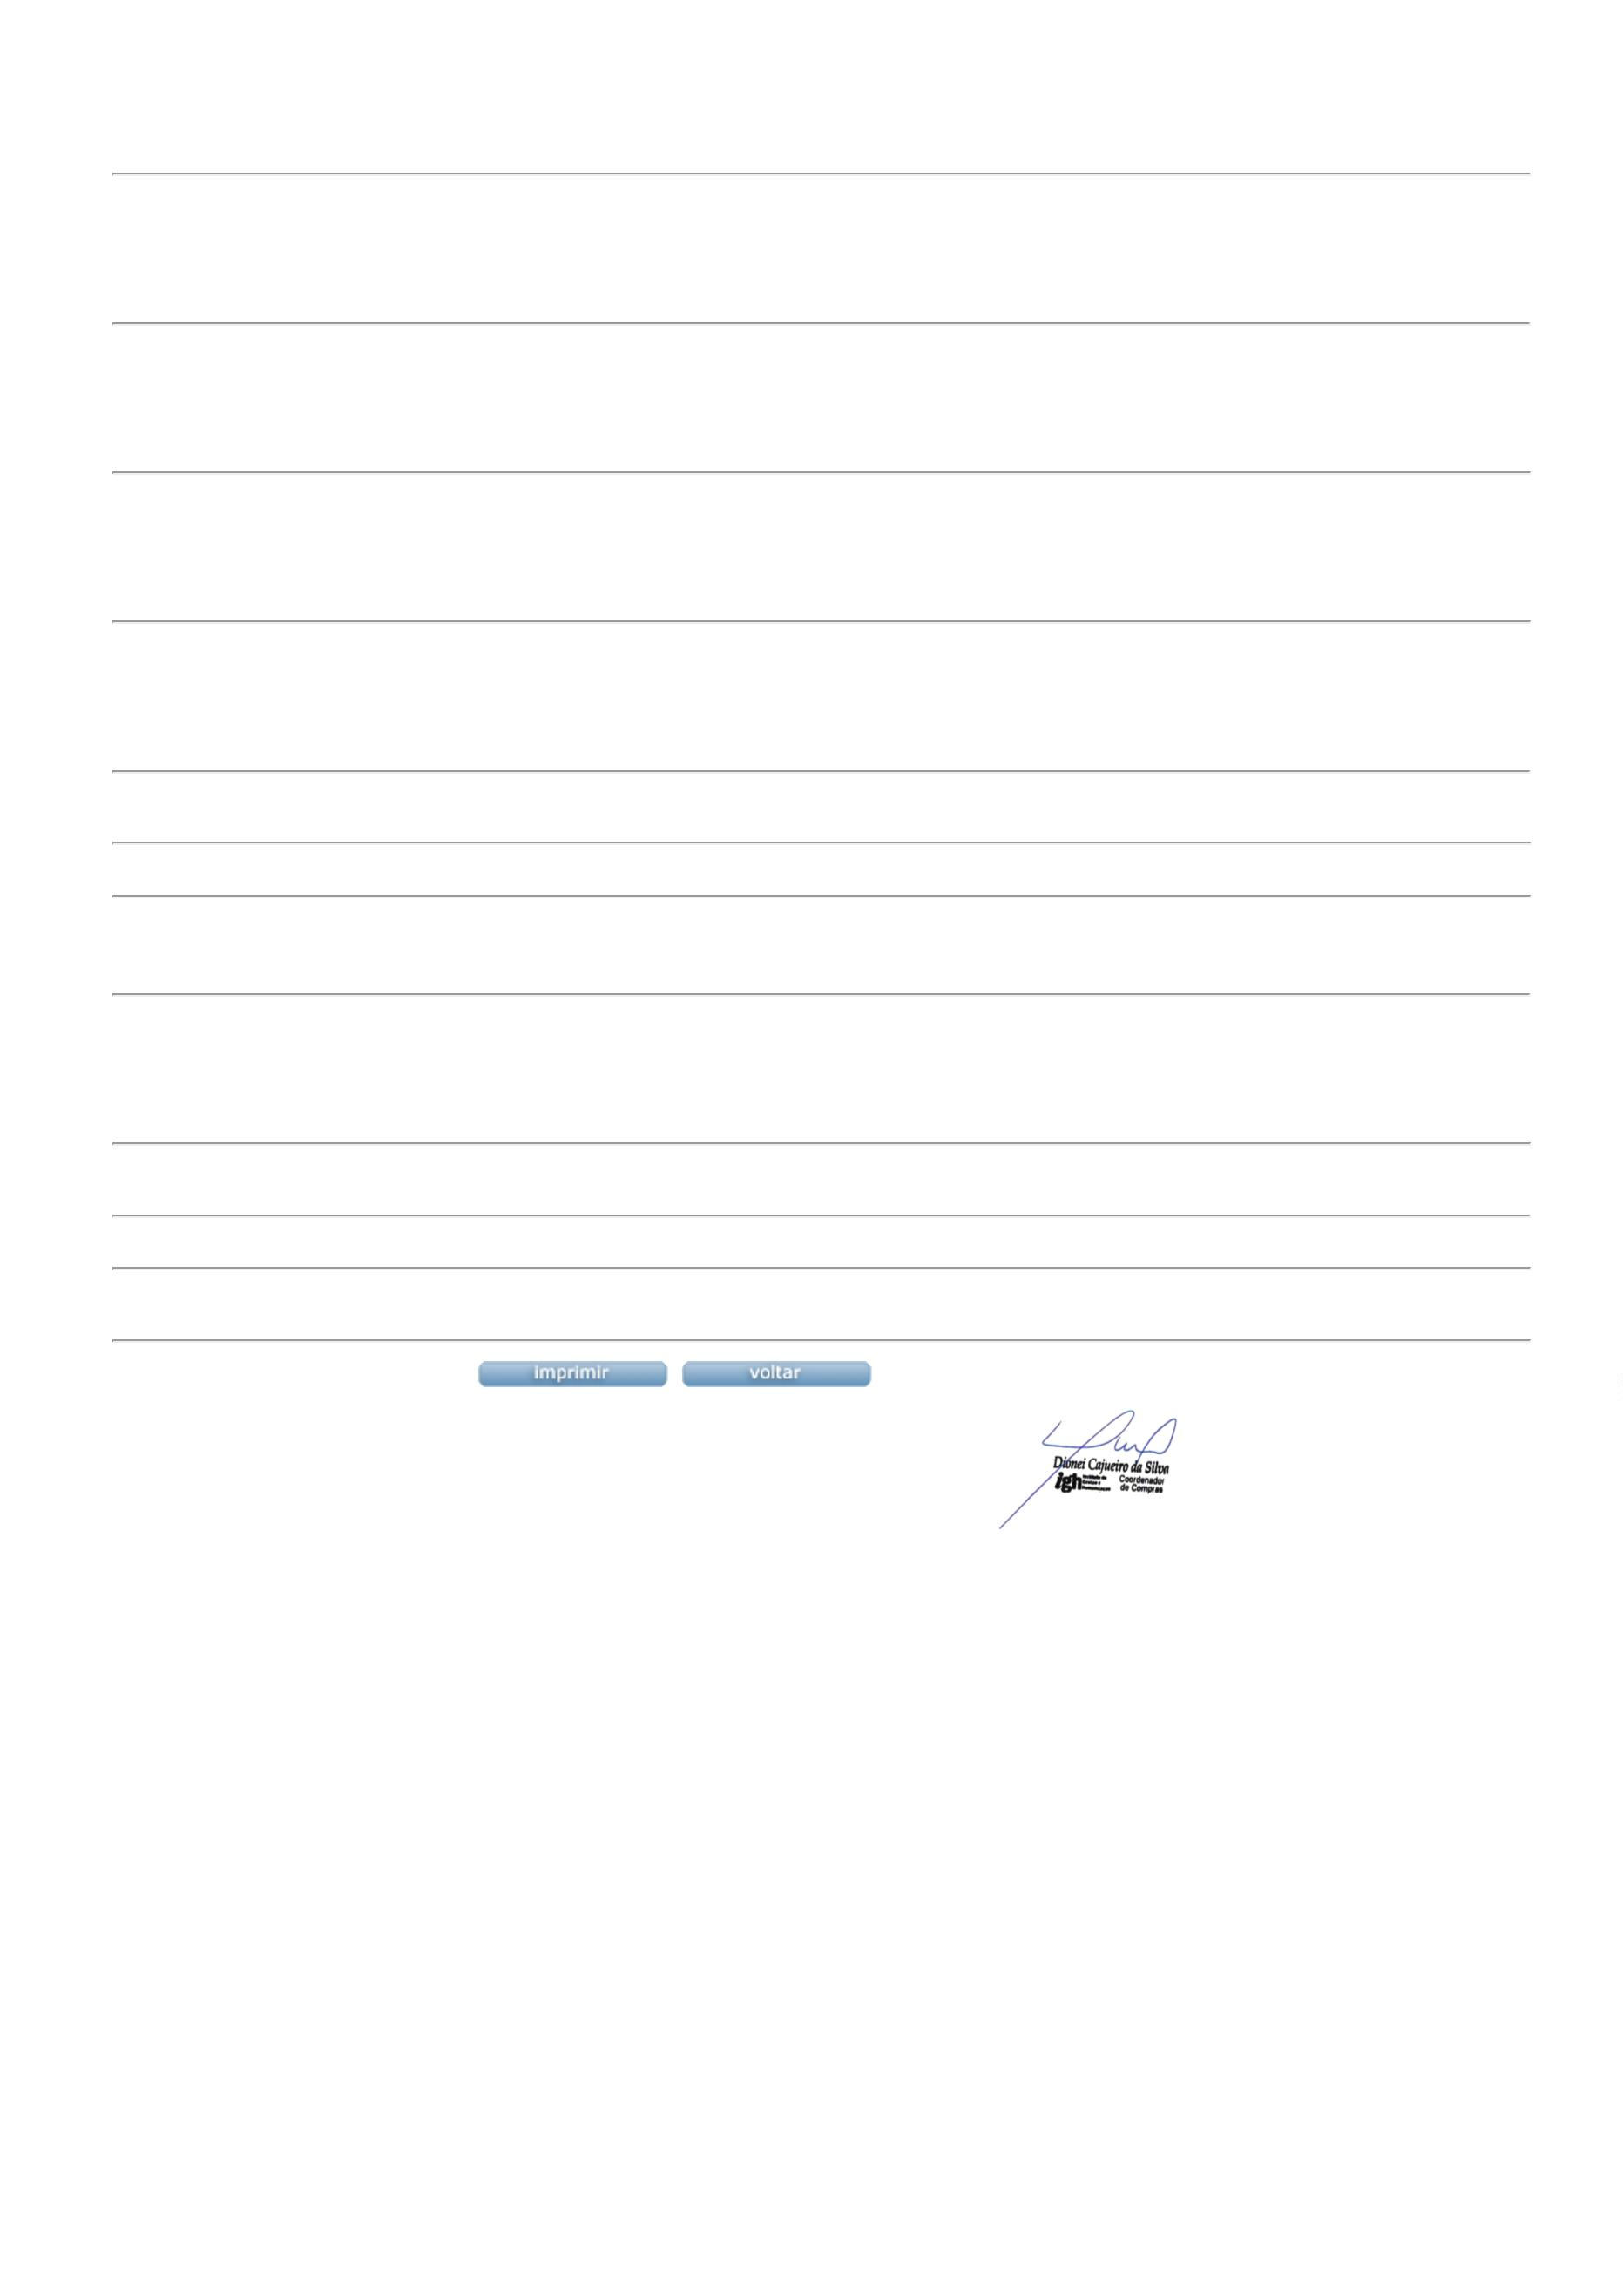 imprimir voltar
Dionei Cajueiro da Silva
igh Coordenador
de Compras